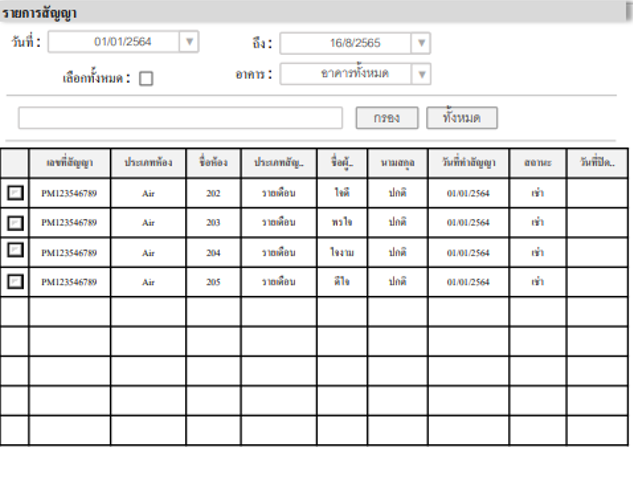 รายการสัญญา
วันที่ : 01/01/2564 ถึง : 16/8/2565
เลือกทั้งหมด : อาคาร : อาคารทั้งหมด
กรอง ทั้งหมด
เลขที่สัญญา ประเภทห้อง ชื่อห้อง ประเภทสัญ.. ชื่อผู้.. นามสกุล วันที่ทำสัญญา สถานะ วันที่ปิด..
PM123546789 Air 202 รายเดือน ใจดี ปกติ 01/01/2564 เช่า
PM123546789 Air 203 รายเดือน พรใจ ปกติ 01/01/2564 เช่า
PM123546789 Air 204 รายเดือน ใจงาม ปกติ 01/01/2564 เช่า
PM123546789 Air 205 รายเดือน ดีใจ ปกติ 01/01/2564 เช่า